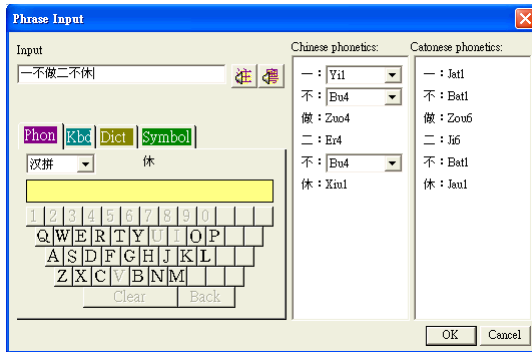 Phrase Input
Input
一不做二不休
注
Phon Kbd Dict Symbol
汉拼 休
1 2 3 4 5 6 7 8 9 0
Q W E R T Y U I O P
A S D F G H J K L
Z X C V B N M
Clear Back
Chinese phonetics:
一：Yi1
不：Bu4
做：Zuo4
二：Er4
不：Bu4
休：Xiu1
Catonese phonetics:
一：Jat1
不：Bat1
做：Zou6
二：Ji6
不：Bat1
休：Jau1
OK Cancel